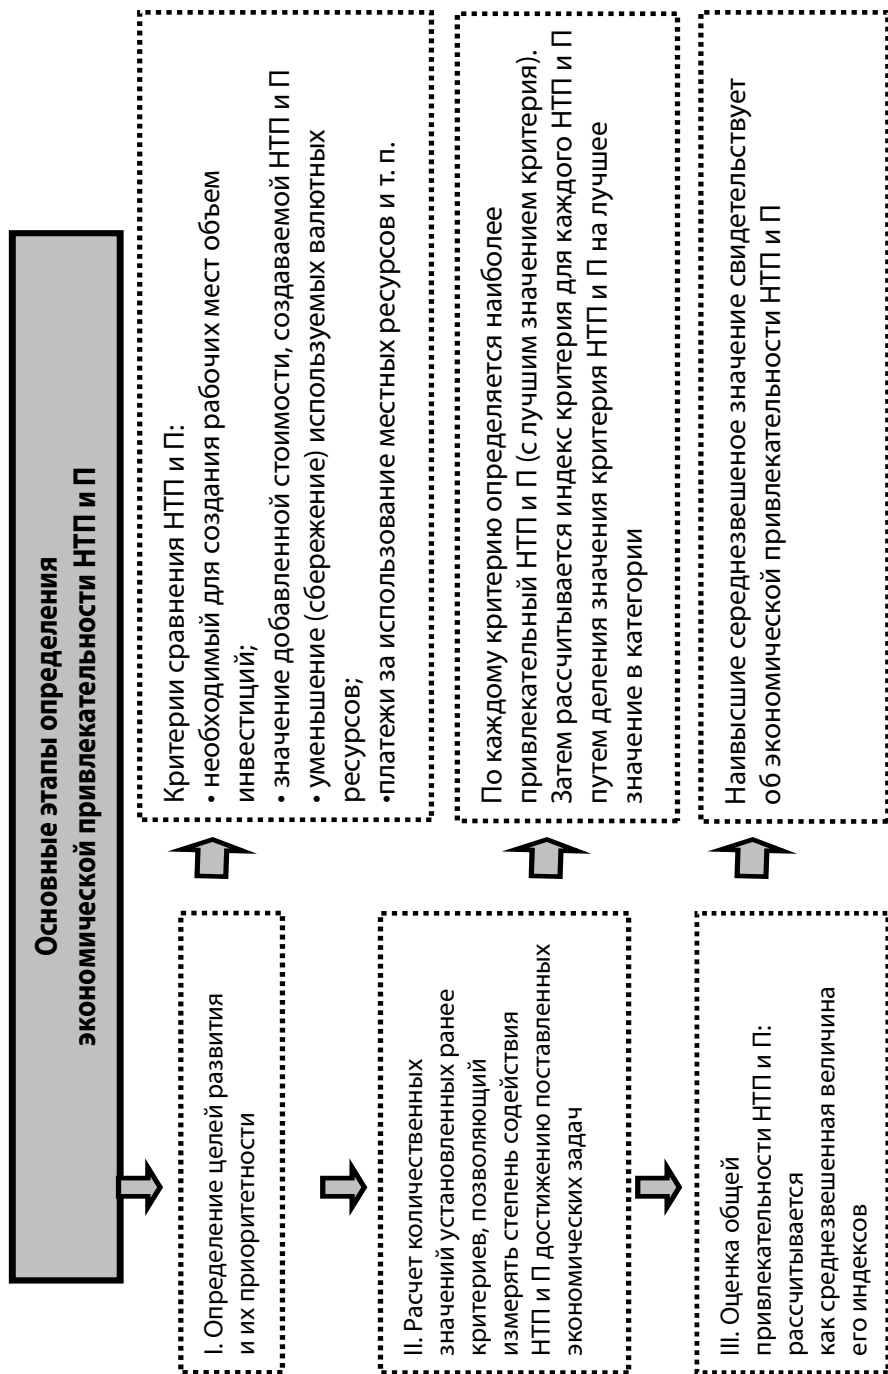 Основные этапы определения
экономической привлекательности НТП и П
I. Определение целей развития
и их приоритетности
Критерии сравнения НТП и П:
• необходимый для создания рабочих мест объем
инвестиций;
• значение добавленной стоимости, создаваемой НТП и П
• уменьшение (сбережение) используемых валютных
ресурсов;
•платежи за использование местных ресурсов и т. п.
II. Расчет количественных
значений установленных ранее
критериев, позволяющий
измерять степень содействия
НТП и П достижению поставленных
экономических задач
По каждому критерию определяется наиболее
привлекательный НТП и П (с лучшим значением критерия).
Затем рассчитывается индекс критерия для каждого НТП и П
путем деления значения критерия НТП и П на лучшее
значение в категории
III. Оценка общей
привлекательности НТП и П:
рассчитывается
как среднезвешенная величина
его индексов
Наивысшие середнезвешеное значение свидетельствует
об экономической привлекательности НТП и П